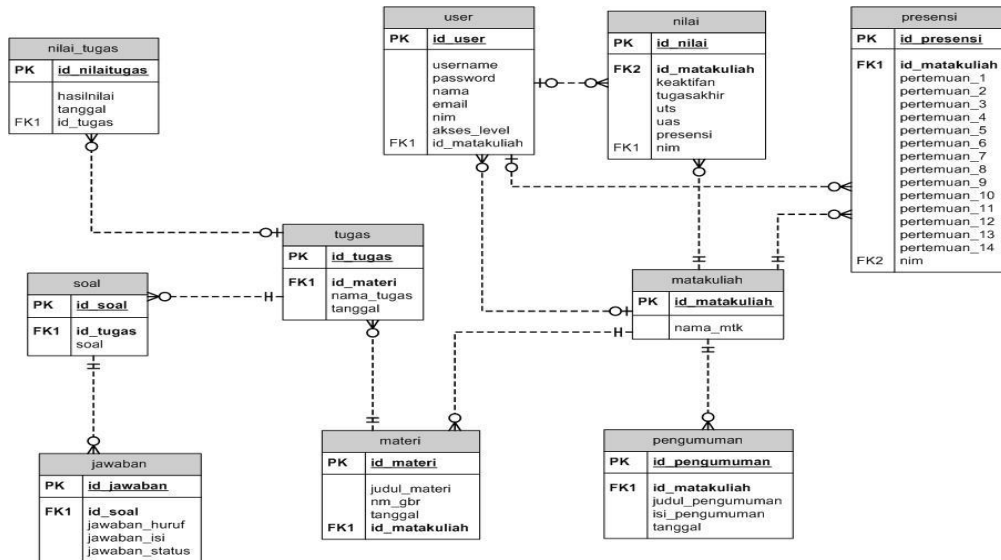 nilai_tugas
PK id_nilaitugas
hasilnilai
tanggal
FK1 id_tugas
user
PK id_user
username
password
nama
email
nim
akses_level
FK1 id_matakuliah
nilai
PK id_nilai
FK2 id_matakuliah
keaktifan
tugasakhir
uts
uas
presensi
FK1 nim
presensi
PK id_presensi
FK1 id_matakuliah
pertemuan_1
pertemuan_2
pertemuan_3
pertemuan_4
pertemuan_5
pertemuan_6
pertemuan_7
pertemuan_8
pertemuan_9
pertemuan_10
pertemuan_11
pertemuan_12
pertemuan_13
pertemuan_14
FK2 nim
tugas
PK id_tugas
FK1 id_materi
nama_tugas
tanggal
soal
PK id_soal
FK1 id_tugas
soal
matakuliah
PK id_matakuliah
nama_mtk
jawaban
PK id_jawaban
FK1 id_soal
jawaban_huruf
jawaban_isi
jawaban_status
materi
PK id_materi
judul_materi
nm_gbr
tanggal
FK1 id_matakuliah
pengumuman
PK id_pengumuman
FK1 id_matakuliah
judul_pengumuman
isi_pengumuman
tanggal